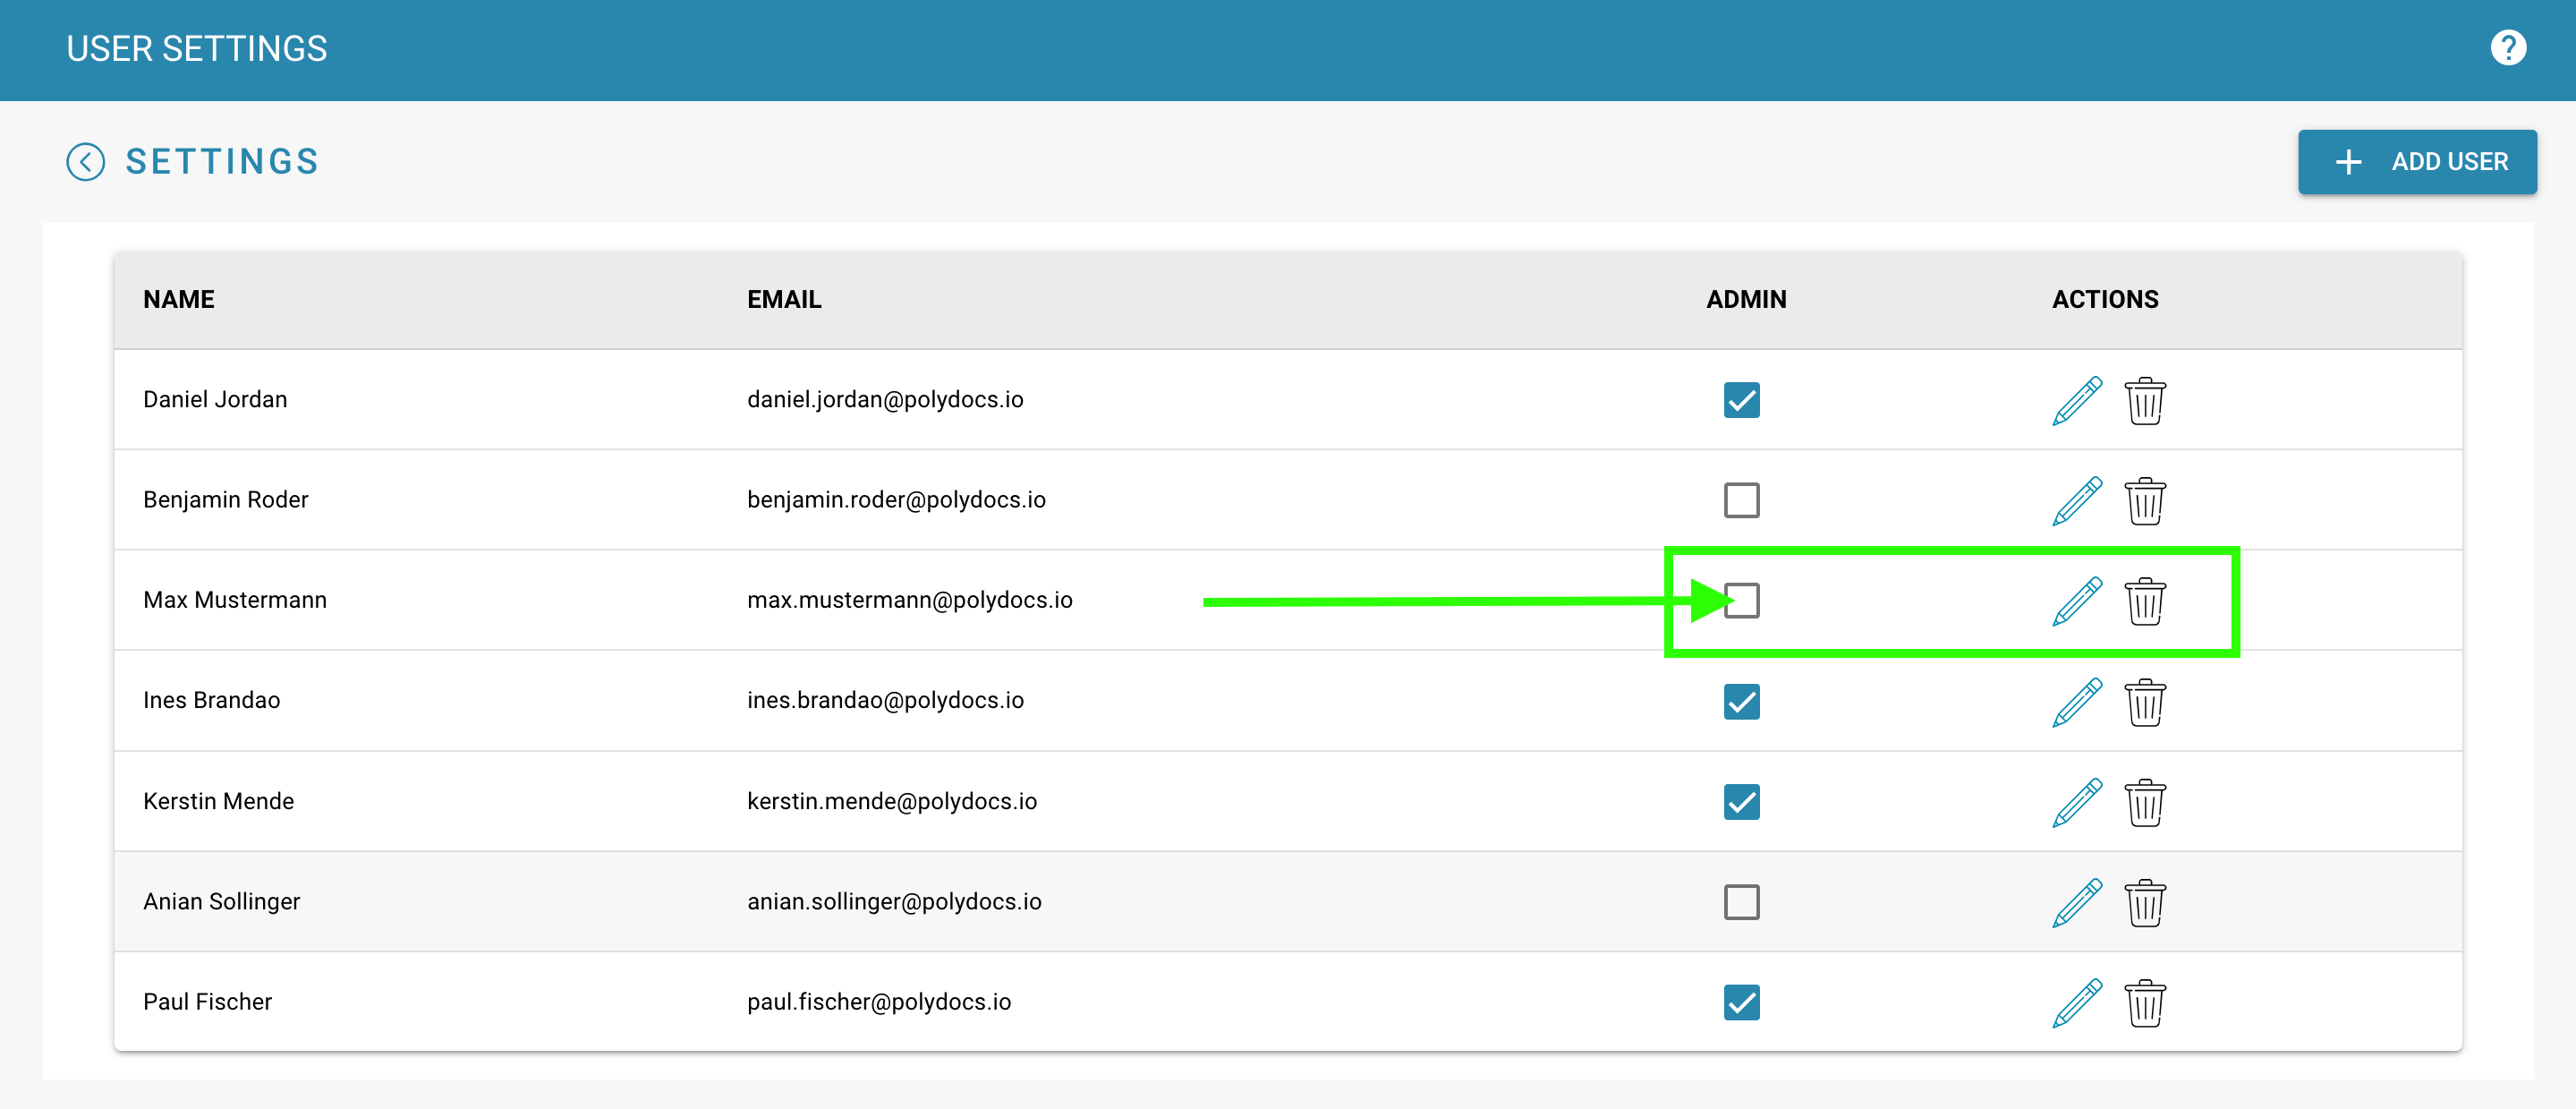 USER SETTINGS
?
SETTINGS
+ ADD USER
NAME EMAIL ADMIN ACTIONS
Daniel Jordan daniel.jordan@polydocs.io
Benjamin Roder benjamin.roder@polydocs.io
Max Mustermann max.mustermann@polydocs.io
Ines Brandao ines.brandao@polydocs.io
Kerstin Mende kerstin.mende@polydocs.io
Anian Sollinger anian.sollinger@polydocs.io
Paul Fischer paul.fischer@polydocs.io